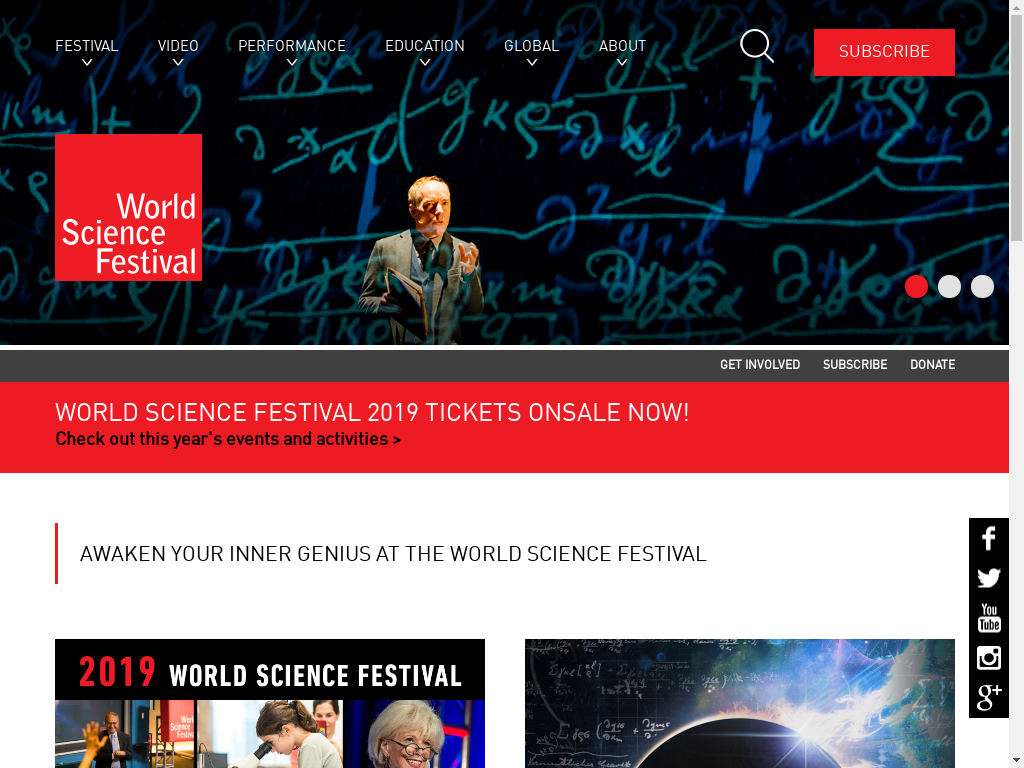 FESTIVAL VIDEO PERFORMANCE EDUCATION GLOBAL ABOUT SUBSCRIBE
World
Science
Festival
GET INVOLVED SUBSCRIBE DONATE
WORLD SCIENCE FESTIVAL 2019 TICKETS ONSALE NOW!
Check out this year's events and activities >
AWAKEN YOUR INNER GENIUS AT THE WORLD SCIENCE FESTIVAL
You
Tube
g+
2019 WORLD SCIENCE FESTIVAL